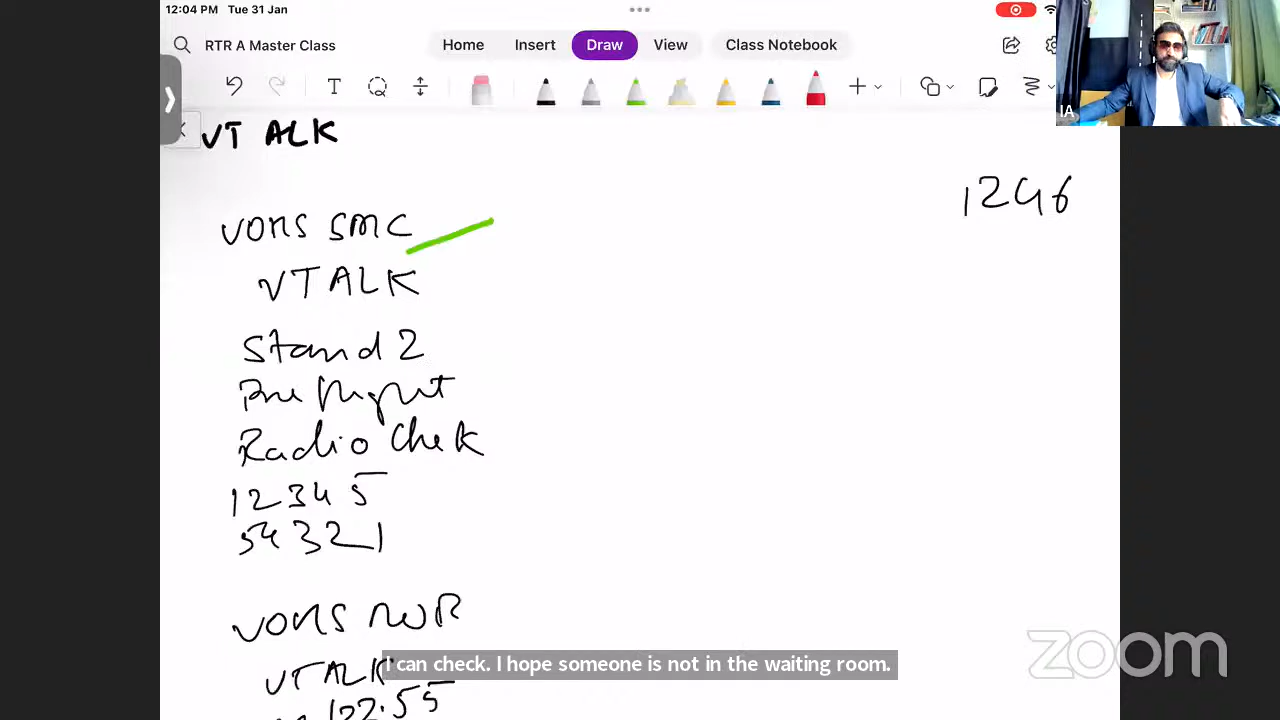 12:04 PM Tue 31 Jan
RTR A Master Class
Home Insert Draw View Class Notebook
IA
VT ALK
1246
VOMS SMC
VTALK
Stand 2
Pre flight
Radio Chek
12345
54321
VOMS
VTALK
122.55
I can check. I hope someone is not in the waiting room.
zoom